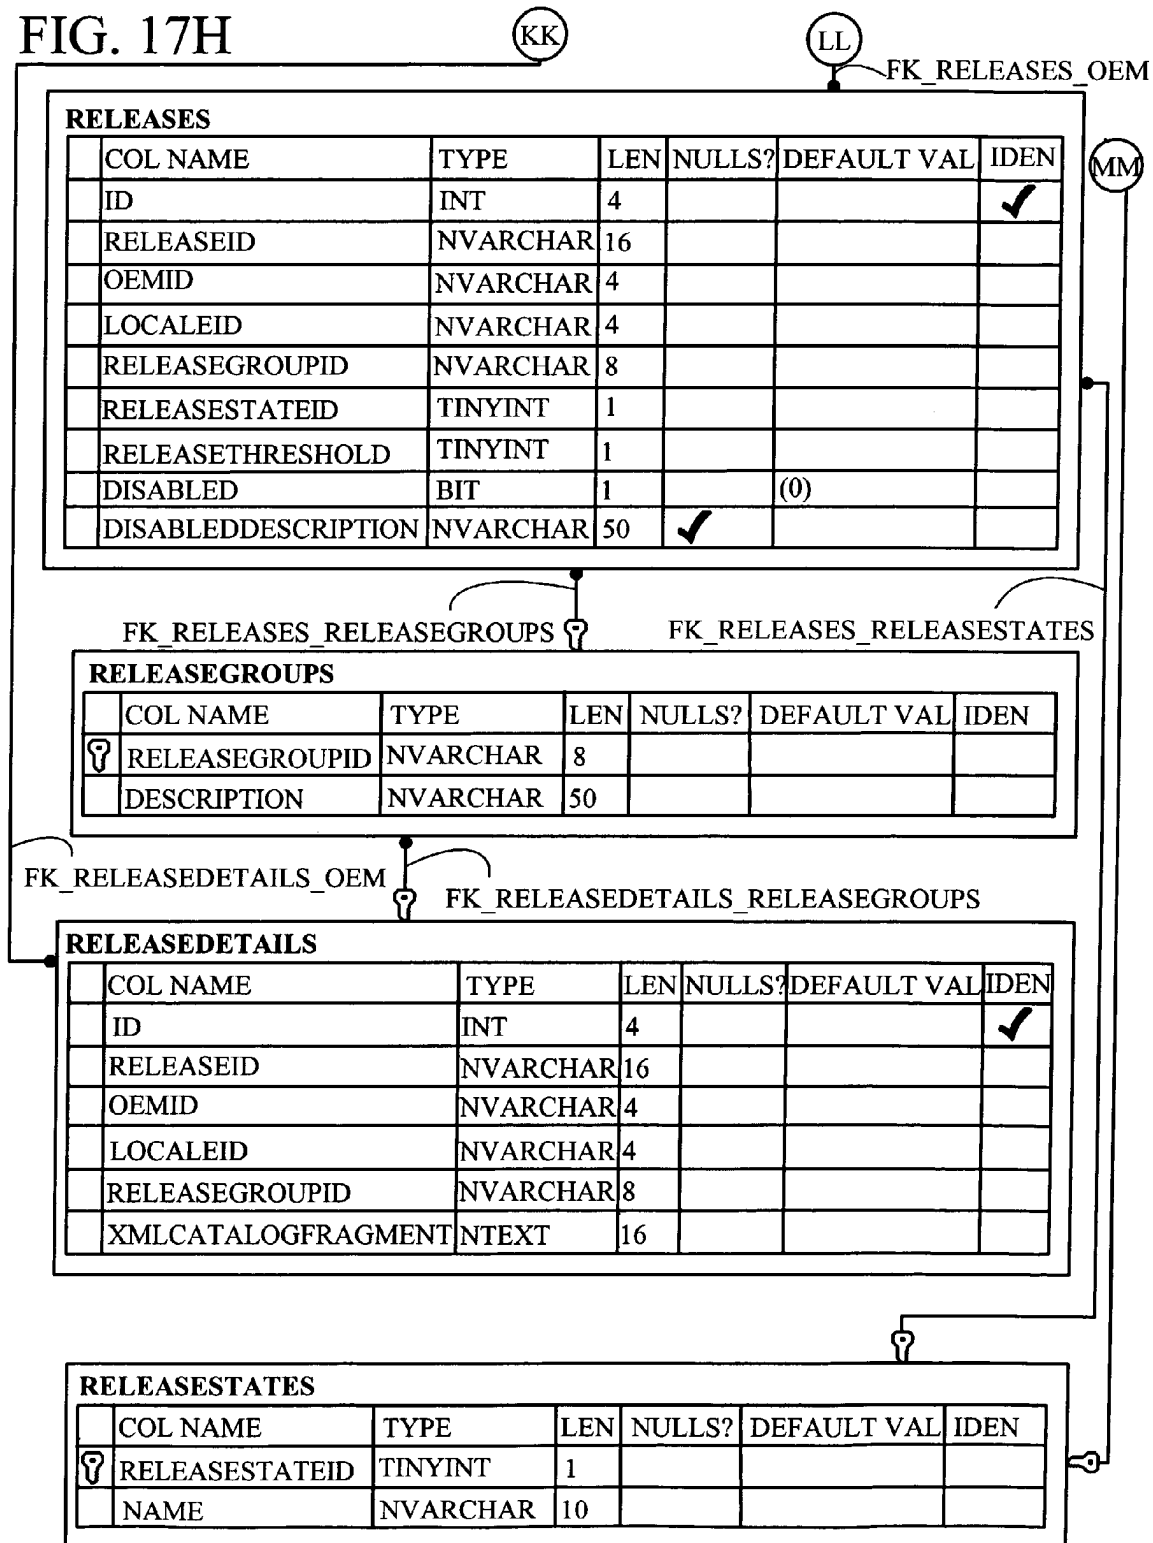 FIG. 17H
KK
LL
FK_RELEASES_OEM
MM
RELEASES
COL NAME TYPE LEN NULLS? DEFAULT VAL IDEN
ID INT 4
RELEASEID NVARCHAR 16
OEMID NVARCHAR 4
LOCALEID NVARCHAR 4
RELEASEGROUPID NVARCHAR 8
RELEASESTATEID TINYINT 1
RELEASETHRESHOLD TINYINT 1
DISABLED BIT 1 (0)
DISABLEDDESCRIPTION NVARCHAR 50
FK_RELEASES_RELEASEGROUPS FK_RELEASES_RELEASESTATES
RELEASEGROUPS
COL NAME TYPE LEN NULLS? DEFAULT VAL IDEN
RELEASEGROUPID NVARCHAR 8
DESCRIPTION NVARCHAR 50
FK_RELEASEDETAILS_OEM
FK_RELEASEDETAILS_RELEASEGROUPS
RELEASEDETAILS
COL NAME TYPE LEN NULLS? DEFAULT VAL IDEN
ID INT 4
RELEASEID NVARCHAR 16
OEMID NVARCHAR 4
LOCALEID NVARCHAR 4
RELEASEGROUPID NVARCHAR 8
XMLCATALOGFRAGMENT NTEXT 16
RELEASESTATES
COL NAME TYPE LEN NULLS? DEFAULT VAL IDEN
RELEASESTATEID TINYINT 1
NAME NVARCHAR 10